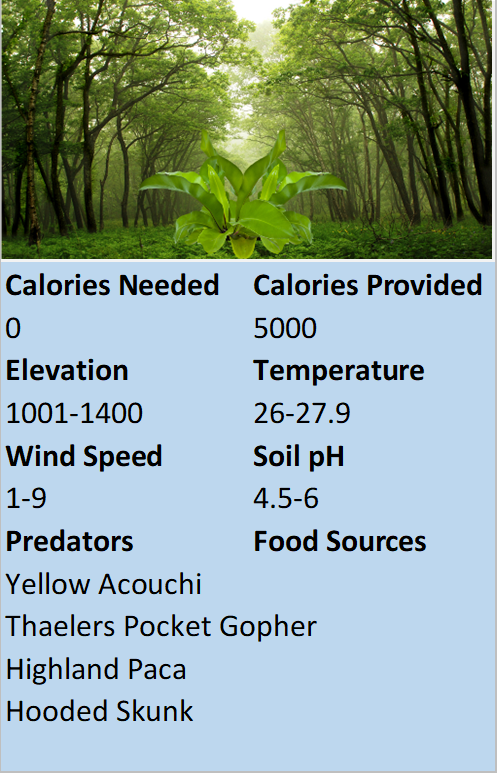 Calories Needed Calories Provided
0 5000
Elevation Temperature
1001-1400 26-27.9
Wind Speed Soil pH
1-9 4.5-6
Predators Food Sources
Yellow Acouchi
Thaelers Pocket Gopher
Highland Paca
Hooded Skunk